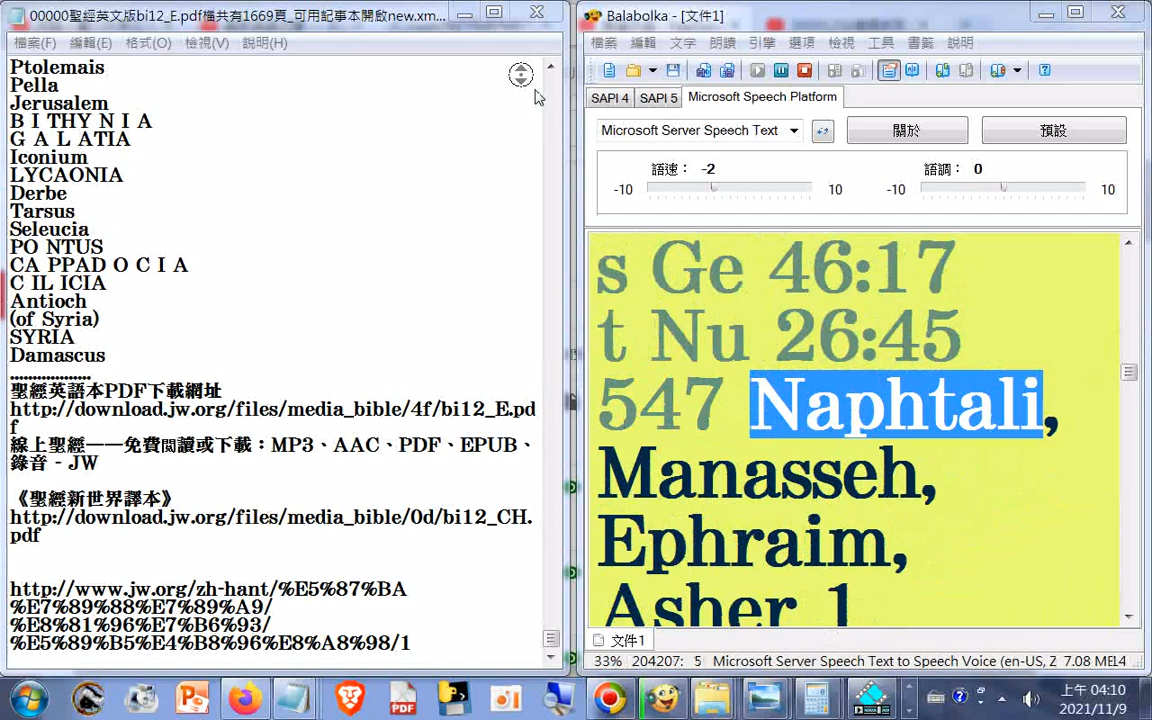 00000聖經英文版bi12_E.pdf檔共有1669頁_可用記事本開啟new.xm...
檔案(F) 編輯(E) 格式(O) 檢視(V) 說明(H)
Ptolemais
Pella
Jerusalem
B I THY N I A
G A L ATIA
Iconium
LYCAONIA
Derbe
Tarsus
Seleucia
PO NTUS
CA PPAD O C I A
C IL ICIA
Antioch
(of Syria)
SYRIA
Damascus
..................
聖經英語本PDF下載網址
http://download.jw.org/files/media_bible/4f/bi12_E.pd
f
線上聖經——免費閱讀或下載：MP3、AAC、PDF、EPUB、
錄音 - JW
《聖經新世界譯本》
http://download.jw.org/files/media_bible/0d/bi12_CH.
pdf
http://www.jw.org/zh-hant/%E5%87%BA
%E7%89%88%E7%89%A9/
%E8%81%96%E7%B6%93/
%E5%89%B5%E4%B8%96%E8%A8%98/1
Balabolka - [文件1]
檔案 編輯 文字 朗讀 引擎 選項 檢視 工具 書籤 說明
SAPI 4 SAPI 5 Microsoft Speech Platform
Microsoft Server Speech Text 關於 預設
語速： -2 語調： 0
-10 10 -10 10
s Ge 46:17
t Nu 26:45
547 Naphtali,
Manasseh,
Ephraim,
Asher 1
文件1
33% 204207: 5 Microsoft Server Speech Text to Speech Voice (en-US, Z 7.08 МЕL4
上午 04:10
2021/11/9